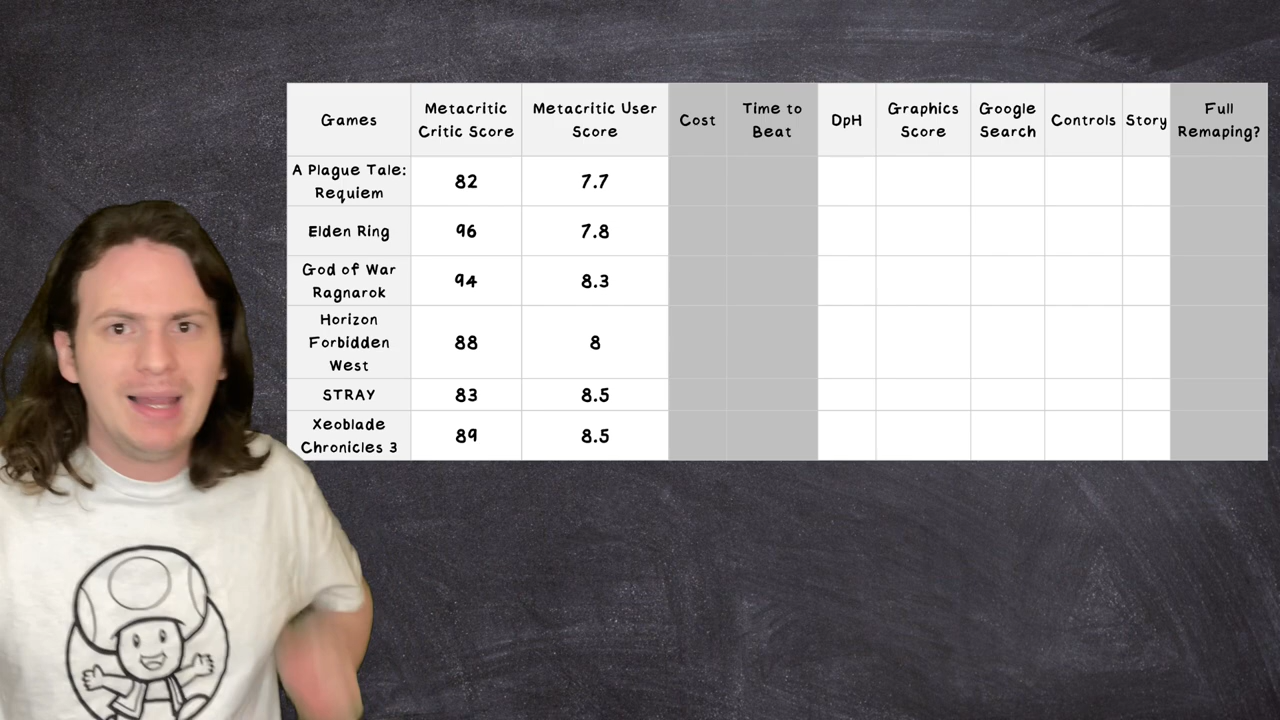 Games
Metacritic
Critic Score
Metacritic User
Score
Cost
Time to
Beat
DpH
Graphics
Score
Google
Search
Controls
Story
Full
Remaping?
A Plague Tale:
Requiem
82
7.7
Elden Ring
96
7.8
God of War
Ragnarok
94
8.3
Horizon
Forbidden
West
88
8
STRAY
83
8.5
Xeoblade
Chronicles 3
89
8.5